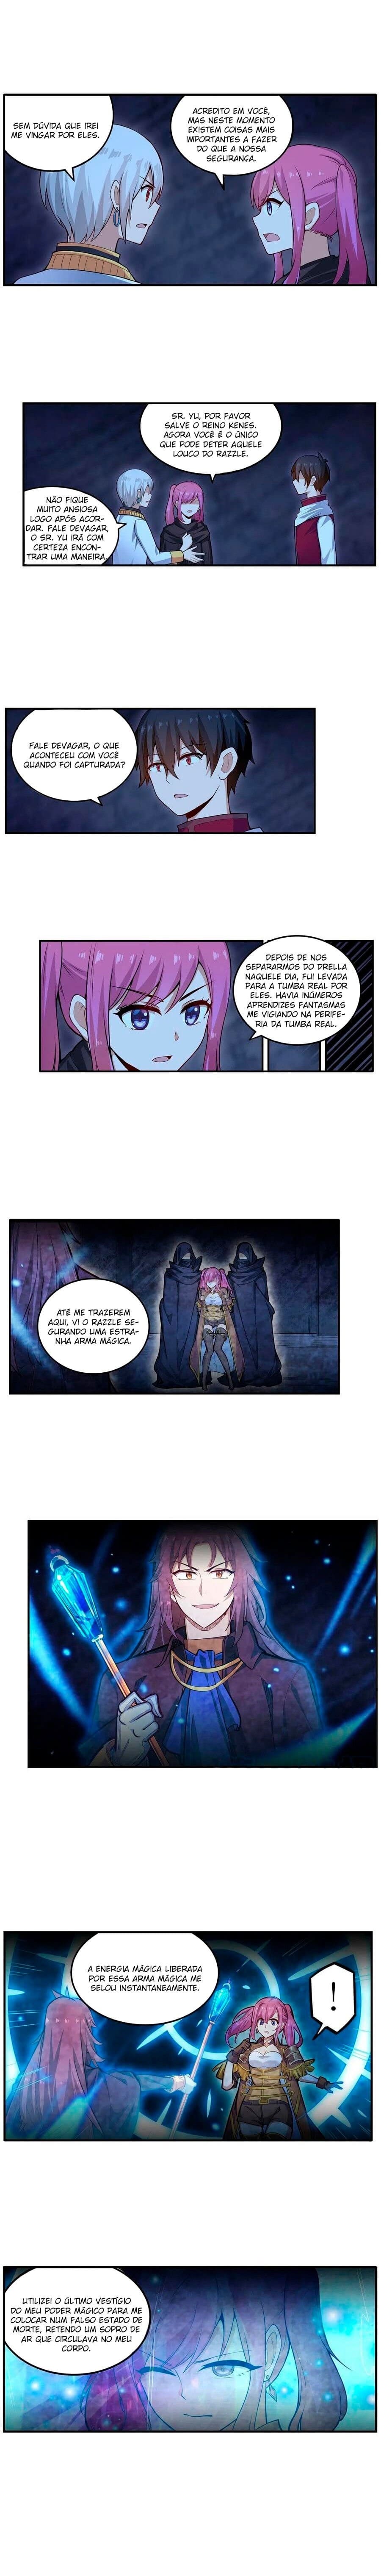 SEM DÚVIDA QUE IREI
ME VINGAR POR ELES.
ACREDITO EM VOCÊ,
MAS NESTE MOMENTO
EXISTEM COISAS MAIS
IMPORTANTES A FAZER
DO QUE A NOSSA
SEGURANÇA.
SR. YU, POR FAVOR
SALVE O REINO KENES.
AGORA VOCÊ É O ÚNICO
QUE PODE DETER AQUELE
LOUCO DO RAZZLE.
NÃO FIQUE
MUITO ANSIOSA
LOGO APÓS ACOR-
DAR. FALE DEVAGAR,
O SR. YU IRÁ COM
CERTEZA ENCON-
TRAR UMA MANEIRA.
FALE DEVAGAR, O QUE
ACONTECEU COM VOCÊ
QUANDO FOI CAPTURADA?
DEPOIS DE NOS
SEPARARMOS DO DRELLA
NAQUELE DIA, FUI LEVADA
PARA A TUMBA REAL POR
ELES. HAVIA INÚMEROS
APRENDIZES FANTASMAS
ME VIGIANDO NA PERIFE-
RIA DA TUMBA REAL.
ATÉ ME TRAZEREM
AQUI, VI O RAZZLE SE-
GURANDO UMA ESTRA-
NHA ARMA MÁGICA.
A ENERGIA MÁGICA LIBERADA
POR ESSA ARMA MÁGICA ME
SELOU INSTANTANEAMENTE.
!
UTILIZEI O ÚLTIMO VESTÍGIO
DO MEU PODER MÁGICO PARA ME
COLOCAR NUM FALSO ESTADO DE
MORTE, RETENDO UM SOPRO DE
AR QUE CIRCULAVA NO MEU
CORPO.